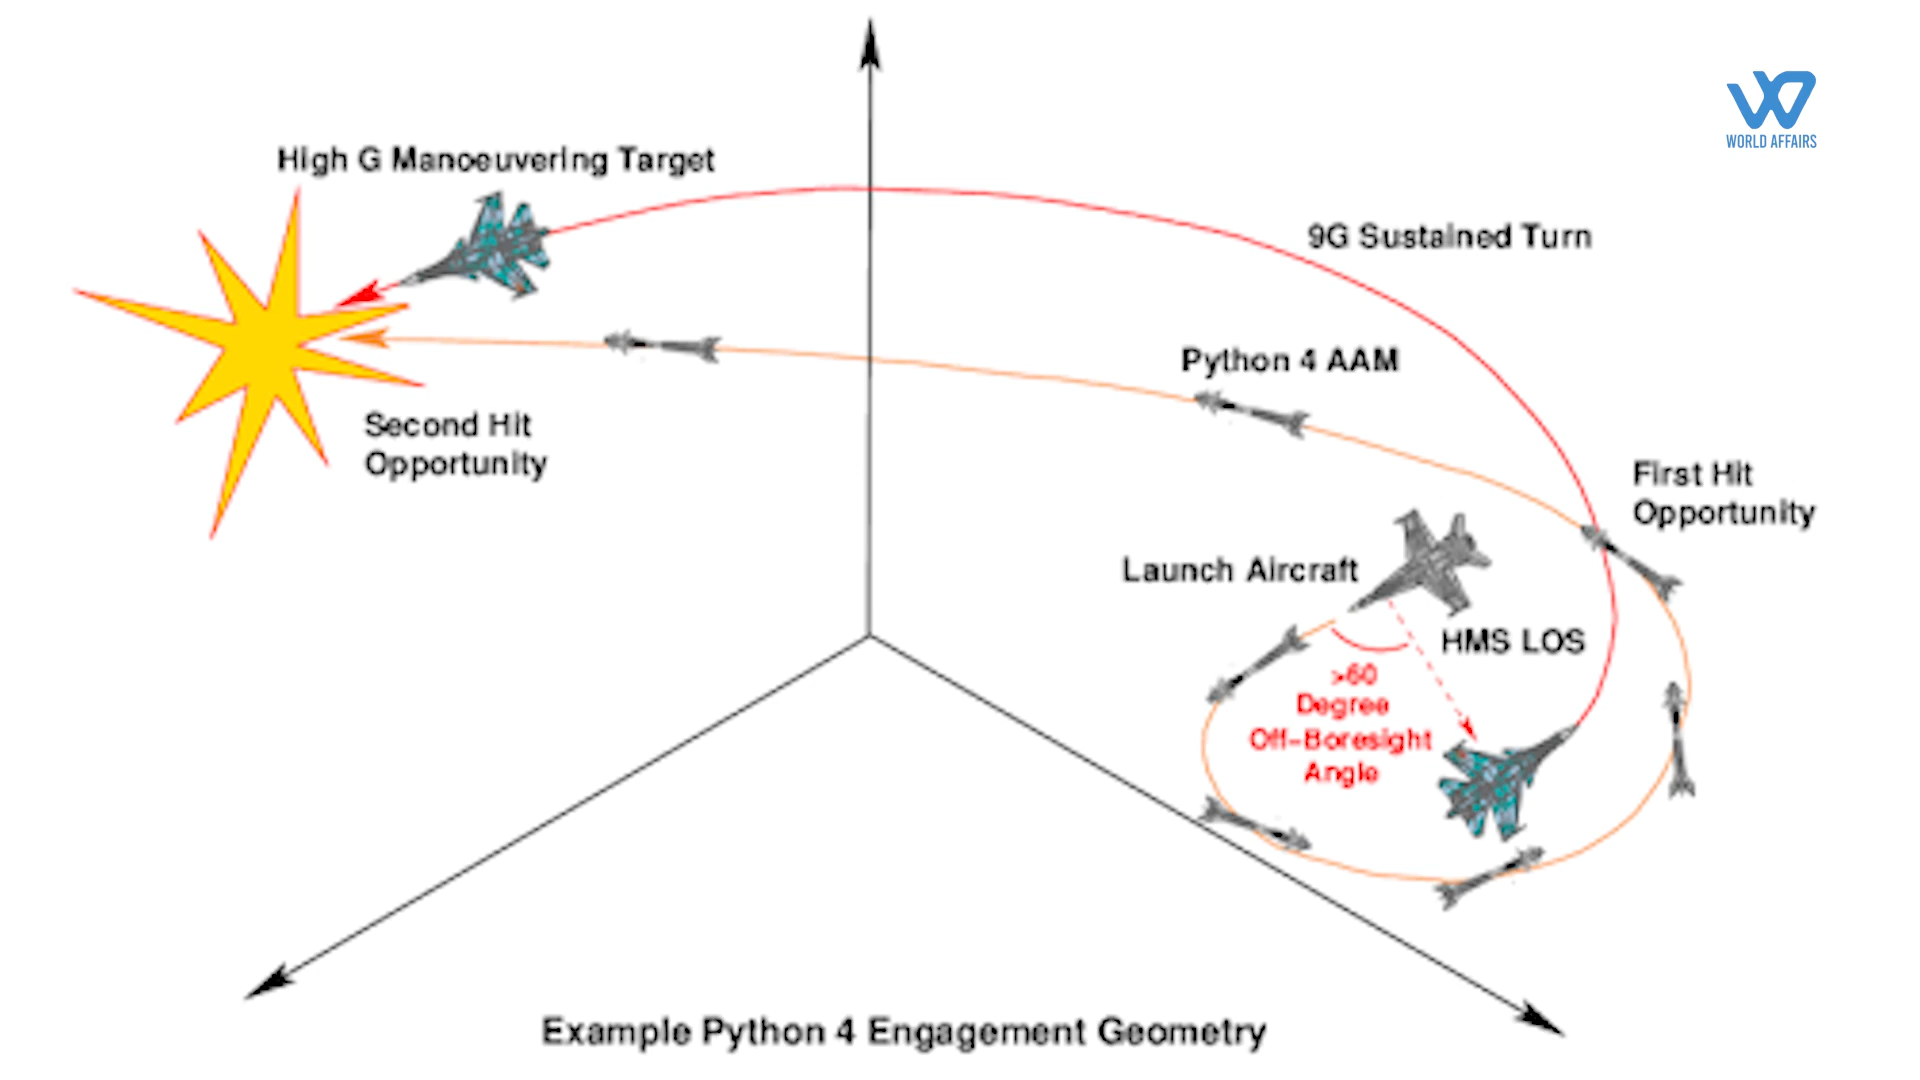 WORLD AFFAIRS
High G Manoeuvering Target
9G Sustained Turn
Python 4 AAM
Second Hit
Opportunity
First Hit
Opportunity
Launch Aircraft
HMS LOS
>60
Degree
Off-Boresight
Angle
Example Python 4 Engagement Geometry